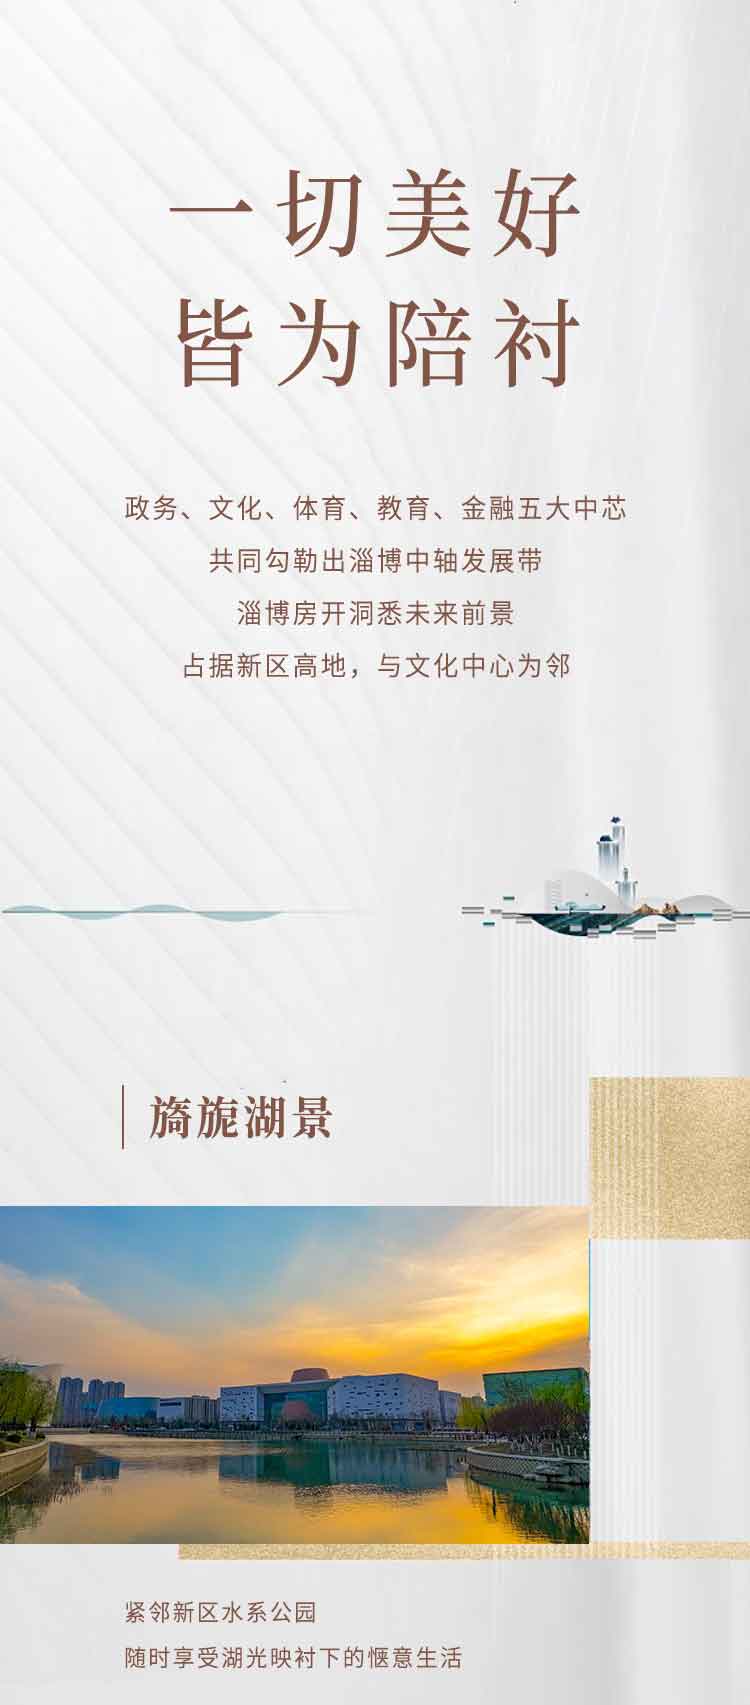 一切美好
皆为陪衬
政务、文化、体育、教育、金融五大中芯
共同勾勒出淄博中轴发展带
淄博房开洞悉未来前景
占据新区高地，与文化中心为邻
旖旎湖景
紧邻新区水系公园
随时享受湖光映衬下的惬意生活